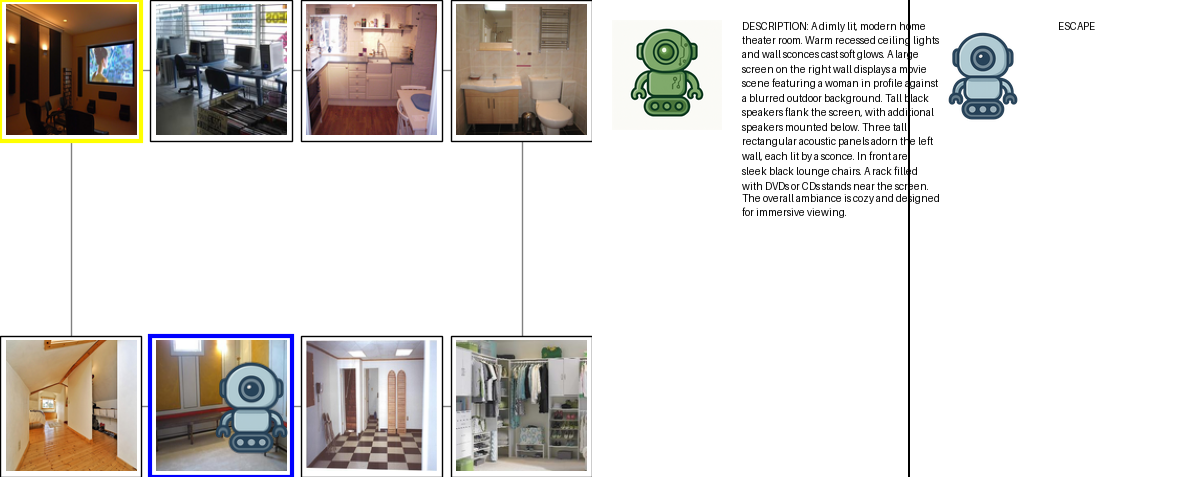 DESCRIPTION: A dimly lit, modern home
theater room. Warm recessed ceiling lights
and wall sconces cast soft glows. A large
screen on the right wall displays a movie
scene featuring a woman in profile against
a blurred outdoor background. Tall black
speakers flank the screen, with additional
speakers mounted below. Three tall
rectangular acoustic panels adorn the left
wall, each lit by a sconce. In front are
sleek black lounge chairs. A rack filled
with DVDs or CDs stands near the screen.
The overall ambiance is cozy and designed
for immersive viewing.
ESCAPE